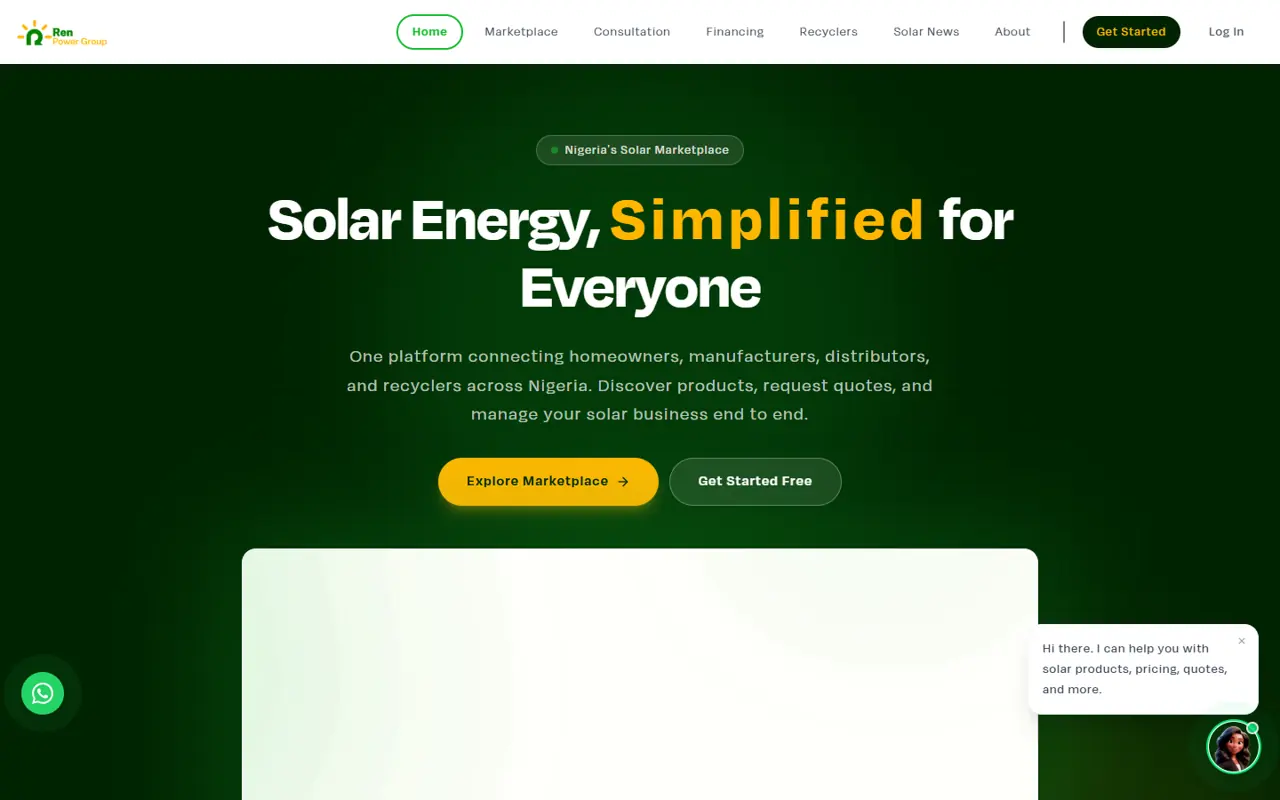 Ren
Power Group
Home
Marketplace
Consultation
Financing
Recyclers
Solar News
About
Get Started
Log In
Nigeria's Solar Marketplace
Solar Energy, Simplified for
Everyone
One platform connecting homeowners, manufacturers, distributors,
and recyclers across Nigeria. Discover products, request quotes, and
manage your solar business end to end.
Explore Marketplace →
Get Started Free
Hi there. I can help you with
solar products, pricing, quotes,
and more.